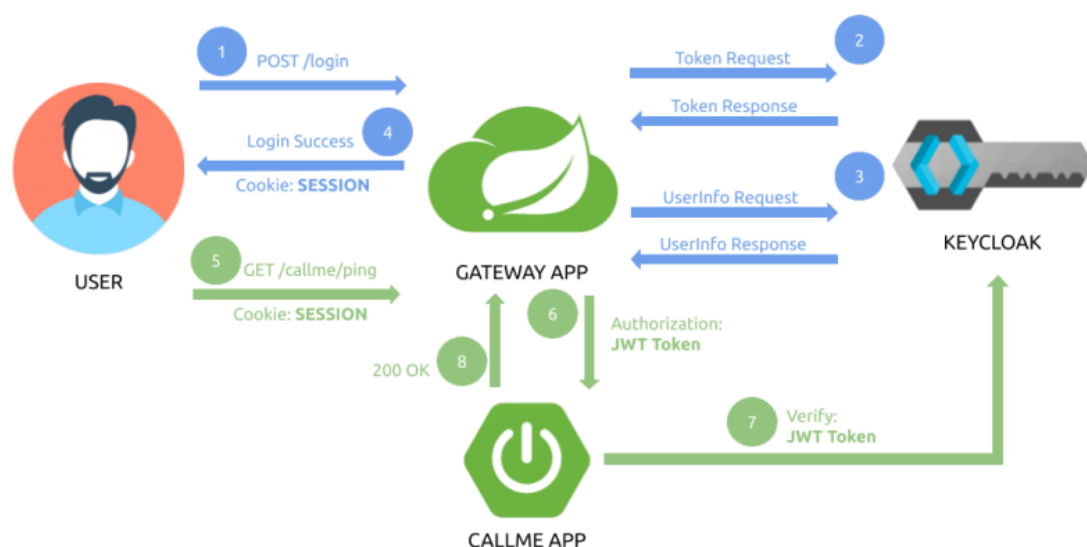 1
POST /login
2
Token Request
Token Response
Login Success
4
Cookie: SESSION
3
UserInfo Request
UserInfo Response
KEYCLOAK
USER
GATEWAY APP
5
GET /callme/ping
Cookie: SESSION
6
Authorization:
JWT Token
200 OK
8
7
Verify:
JWT Token
CALLME APP